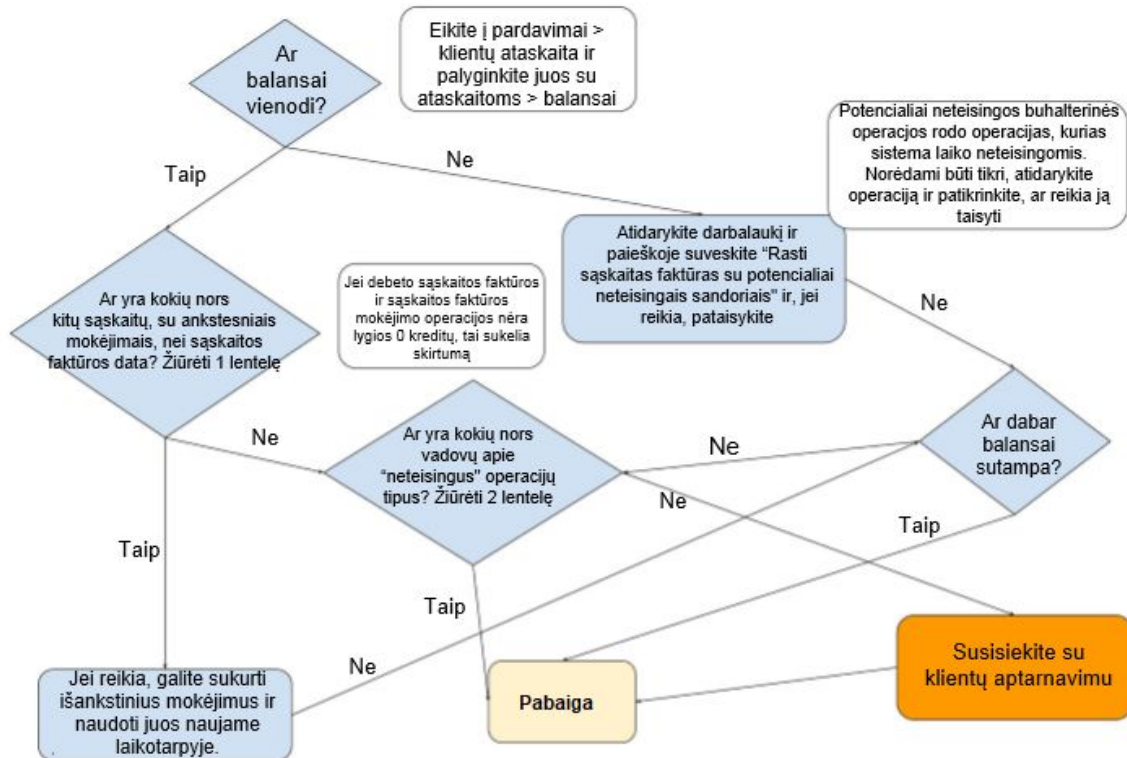 Ar
balansai
vienodi?
Eikite į pardavimai >
klientų ataskaita ir
palyginkite juos su
ataskaitoms > balansai
Potencialiai neteisingos buhalterinės
operacjos rodo operacijas, kurias
sistema laiko neteisingomis.
Norėdami būti tikri, atidarykite
operaciją ir patikrinkite, ar reikia ją
taisyti
Taip
Ne
Atidarykite darbalaukį ir
paieškoje suveskite “Rasti
sąskaitas faktūras su potencialiai
neteisingais sandoriais" ir, jei
reikia, pataisykite
Ar yra kokių nors
kitų sąskaitų, su ankstesniais
mokėjimais, nei sąskaitos
faktūros data? Žiūrėti 1 lentelę
Jei debeto sąskaitos faktūros
ir sąskaitos faktūros
mokėjimo operacijos nėra
lygios 0 kreditų, tai sukelia
skirtumą
Ne
Ar dabar
balansai
sutampa?
Ne
Ar yra kokių nors
vadovų apie
“neteisingus" operacijų
tipus? Žiūrėti 2 lentelę
Ne
Ne
Taip
Taip
Taip
Ne
Jei reikia, galite sukurti
išankstinius mokėjimus ir
naudoti juos naujame
laikotarpyje.
Pabaiga
Susisiekite su
klientų aptarnavimu